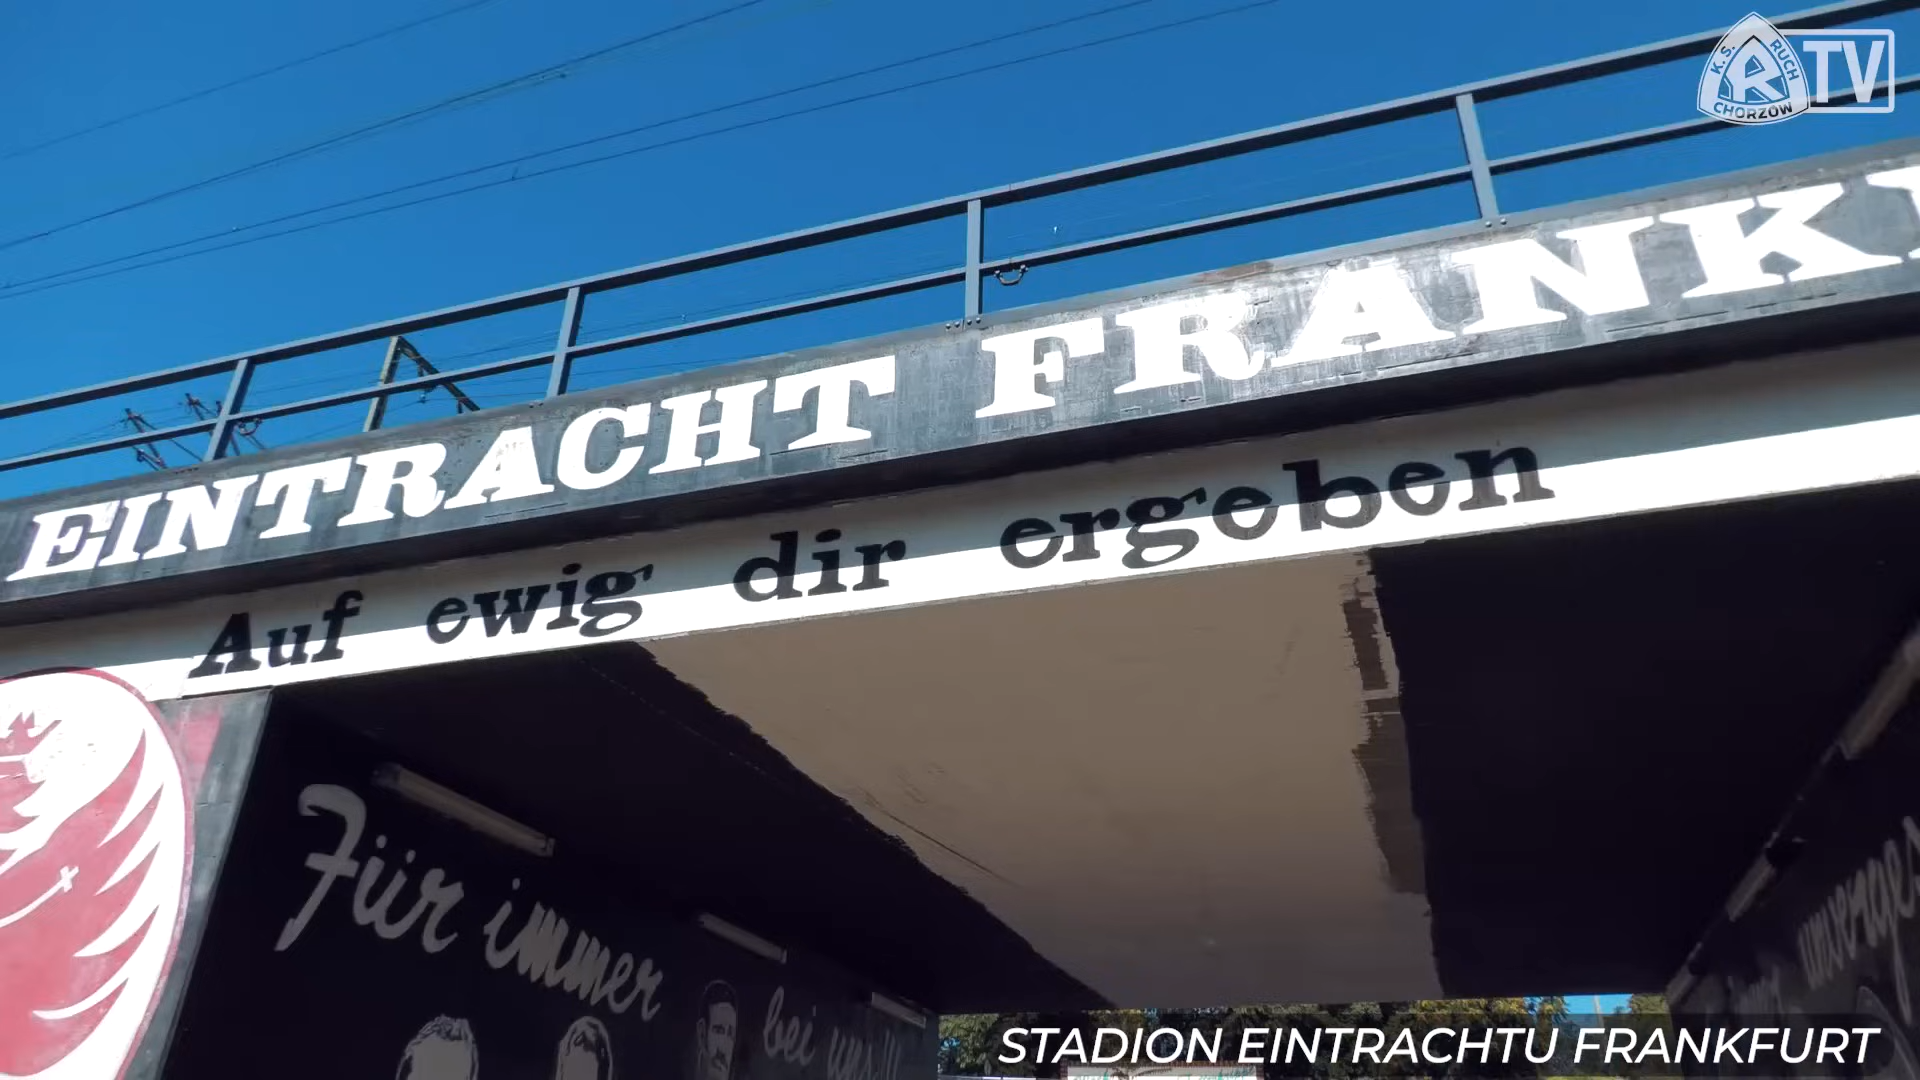 K.S. RUCH CHORZÓW TV
EINTRACHT FRANK
Auf ewig dir ergeben
Für immer
bei uns!!!
STADION EINTRACHTU FRANKFURT